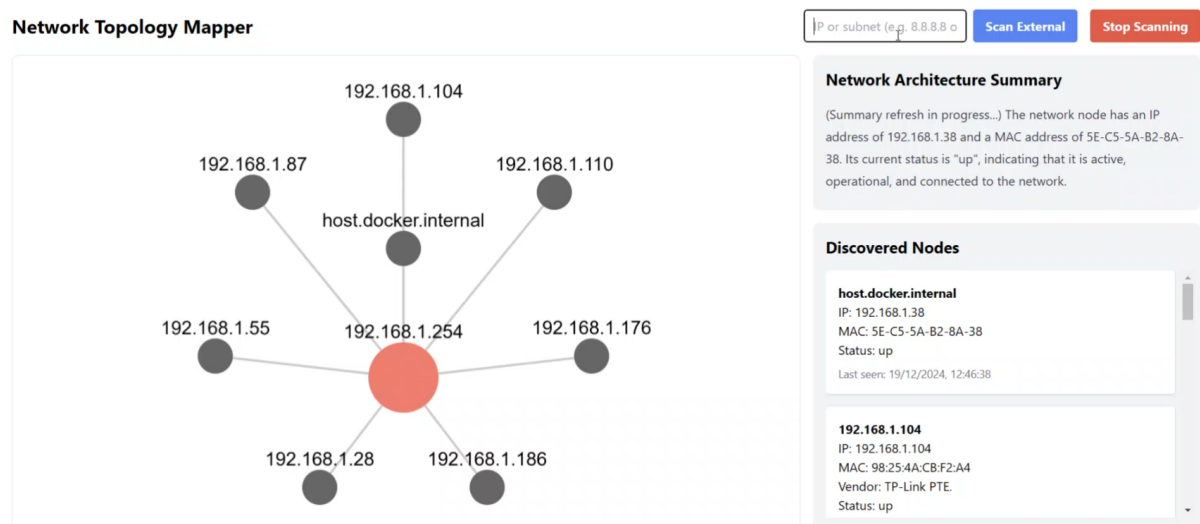 Network Topology Mapper
IP or subnet (e.g. 8.8.8.8 o
Scan External
Stop Scanning
192.168.1.104
192.168.1.87
192.168.1.110
host.docker.internal
192.168.1.55
192.168.1.254
192.168.1.176
192.168.1.28
192.168.1.186
Network Architecture Summary
(Summary refresh in progress...) The network node has an IP
address of 192.168.1.38 and a MAC address of 5E-C5-5A-B2-8A-
38. Its current status is "up", indicating that it is active,
operational, and connected to the network.
Discovered Nodes
host.docker.internal
IP: 192.168.1.38
MAC: 5E-C5-5A-B2-8A-38
Status: up
Last seen: 19/12/2024, 12:46:38
192.168.1.104
IP: 192.168.1.104
MAC: 98:25:4A:CB:F2:A4
Vendor: TP-Link PTE.
Status: up